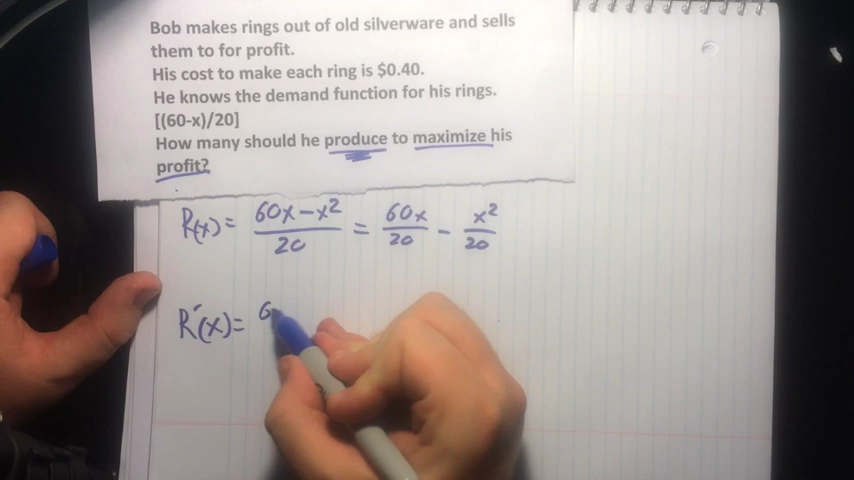 Bob makes rings out of old silverware and sells
them to for profit.
His cost to make each ring is $0.40.
He knows the demand function for his rings.
[(60-x)/20]
How many should he produce to maximize his
profit?
R(x) = (60x - x²)/20 = 60x/20 - x²/20
R'(x) = 6